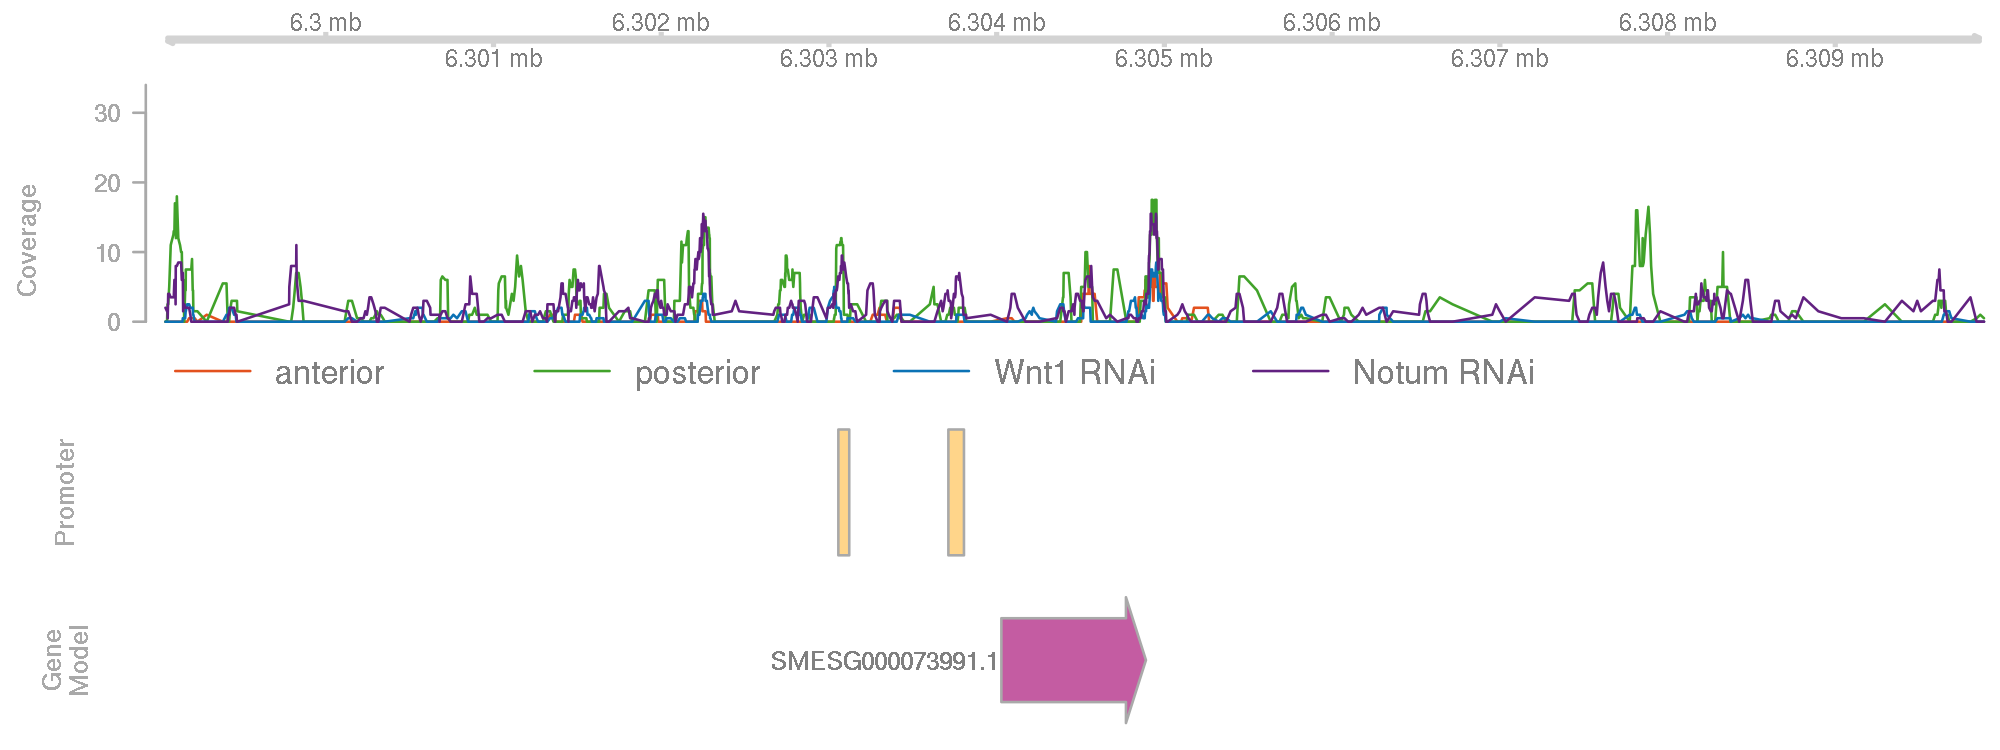 6.3 mb 6.302 mb 6.304 mb 6.306 mb 6.308 mb
6.301 mb 6.303 mb 6.305 mb 6.307 mb 6.309 mb
30
20
10
0
Coverage
anterior posterior Wnt1 RNAi Notum RNAi
Promoter
Gene
Model
SMESG000073991.1